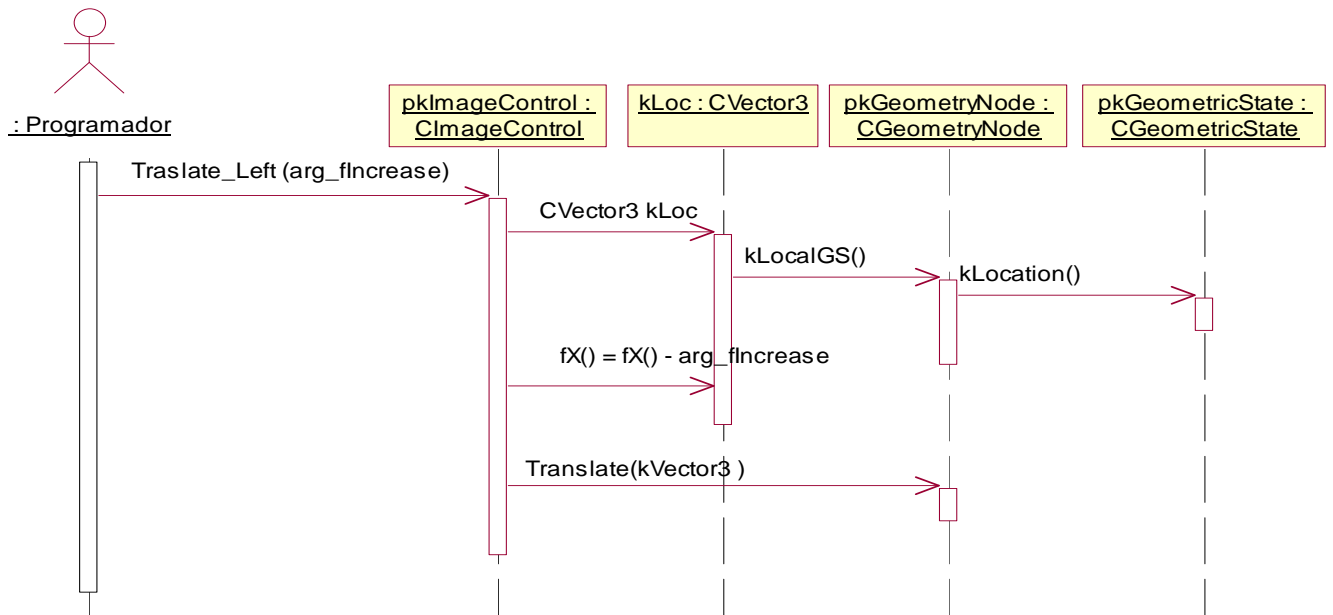 : Programador
pkImageControl :
CImageControl
kLoc : CVector3
pkGeometryNode :
CGeometryNode
pkGeometricState :
CGeometricState
Traslate_Left (arg_fIncrease)
CVector3 kLoc
kLocalGS()
kLocation()
fX() = fX() - arg_fIncrease
Translate(kVector3 )